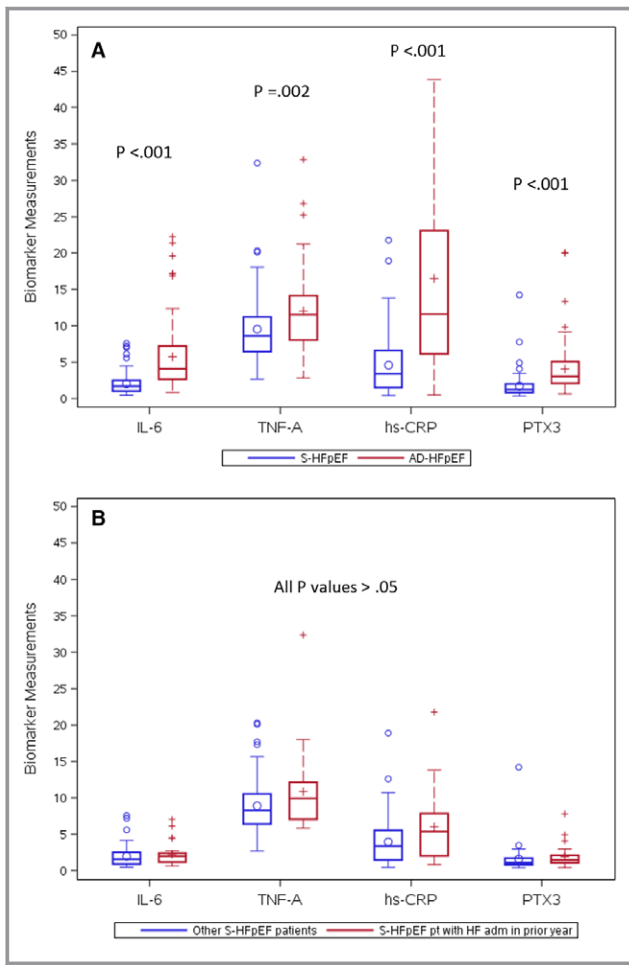 A
P <.001
P =.002
P <.001
P <.001
Biomarker Measurements
50
45
40
35
30
25
20
15
10
5
0
IL-6 TNF-A hs-CRP PTX3
S-HFpEF AD-HFpEF
B
All P values > .05
Biomarker Measurements
50
45
40
35
30
25
20
15
10
5
0
IL-6 TNF-A hs-CRP PTX3
Other S-HFpEF patients S-HFpEF pt with HF adm in prior year